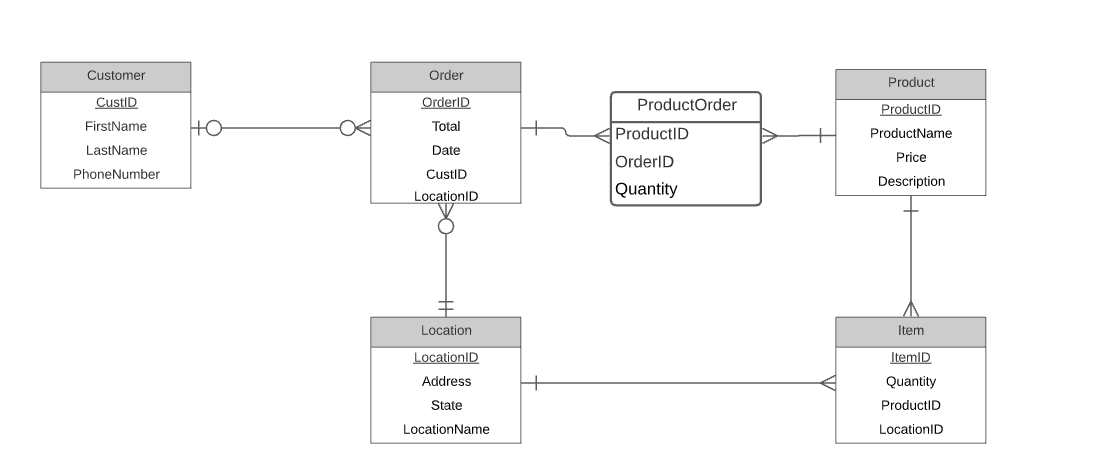 Customer
CustID
FirstName
LastName
PhoneNumber
Order
OrderID
Total
Date
CustID
LocationID
ProductOrder
ProductID
OrderID
Quantity
Product
ProductID
ProductName
Price
Description
Location
LocationID
Address
State
LocationName
Item
ItemID
Quantity
ProductID
LocationID